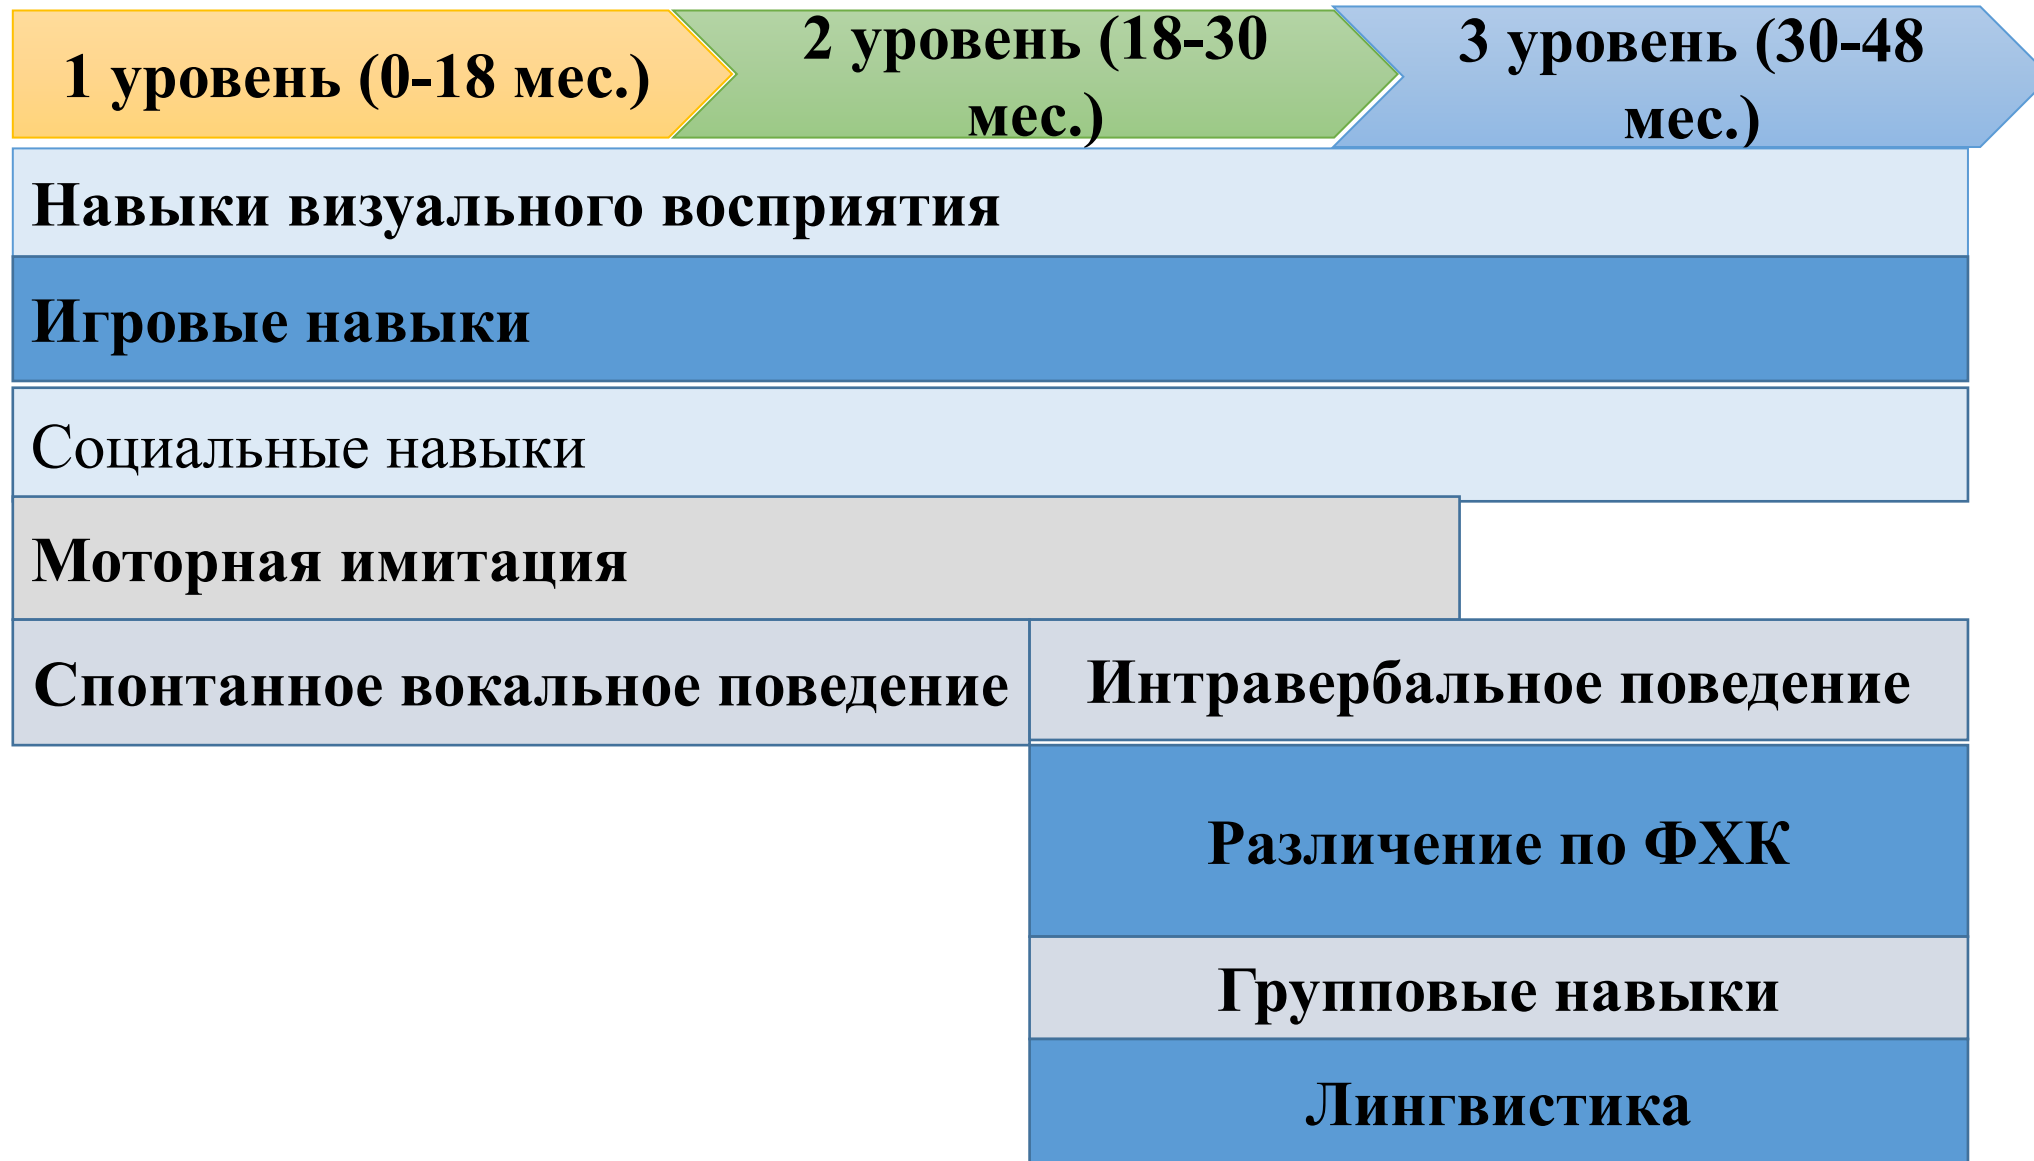 1 уровень (0-18 мес.)
2 уровень (18-30
мес.)
3 уровень (30-48
мес.)
Навыки визуального восприятия
Игровые навыки
Социальные навыки
Моторная имитация
Спонтанное вокальное поведение
Интравербальное поведение
Различение по ФХК
Групповые навыки
Лингвистика